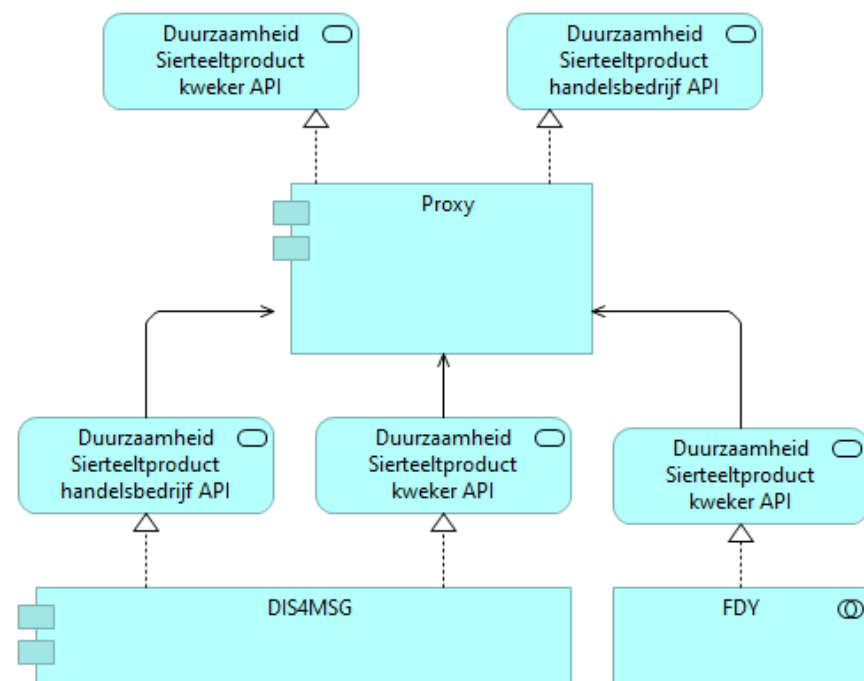 Duurzaamheid
Sierteeltproduct
kweker API
Duurzaamheid
Sierteeltproduct
handelsbedrijf API
Proxy
Duurzaamheid
Sierteeltproduct
handelsbedrijf API
Duurzaamheid
Sierteeltproduct
kweker API
Duurzaamheid
Sierteeltproduct
kweker API
DIS4MSG
FDY